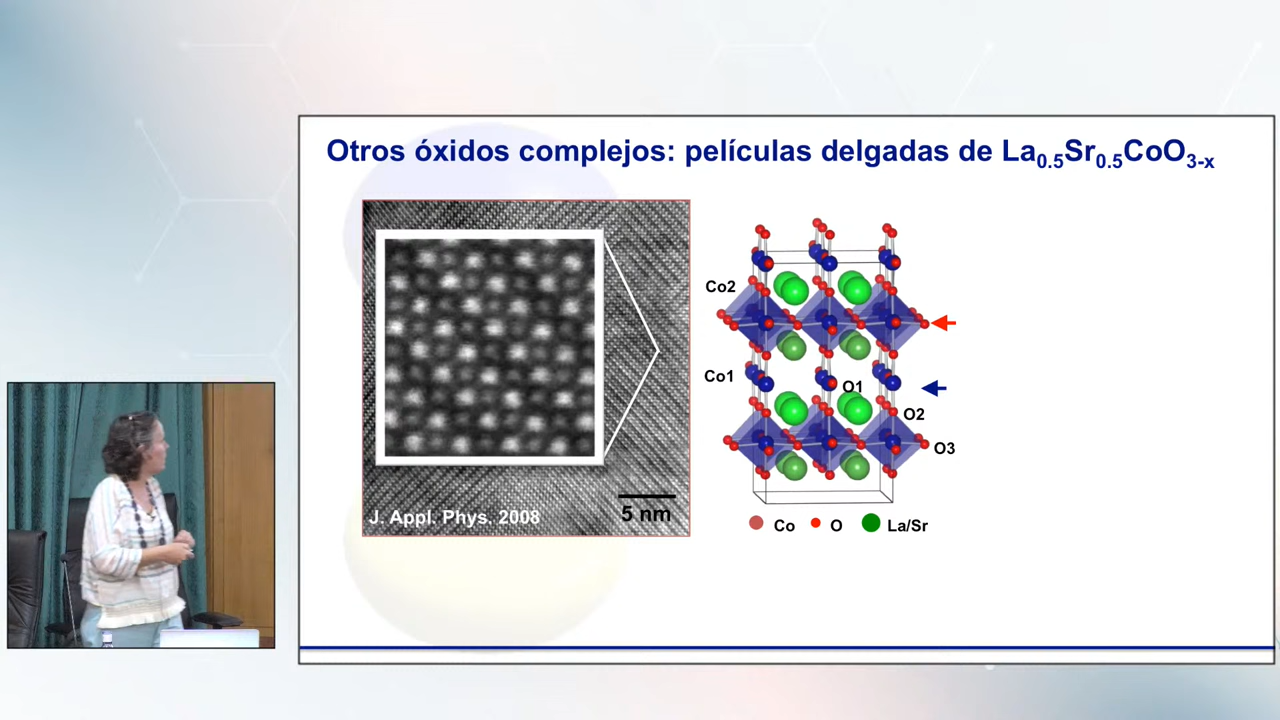 Otros óxidos complejos: películas delgadas de La0.5Sr0.5CoO3-x
Co2
Co1
O1
O2
O3
J. Appl. Phys. 2008
5 nm
Co
O
La/Sr